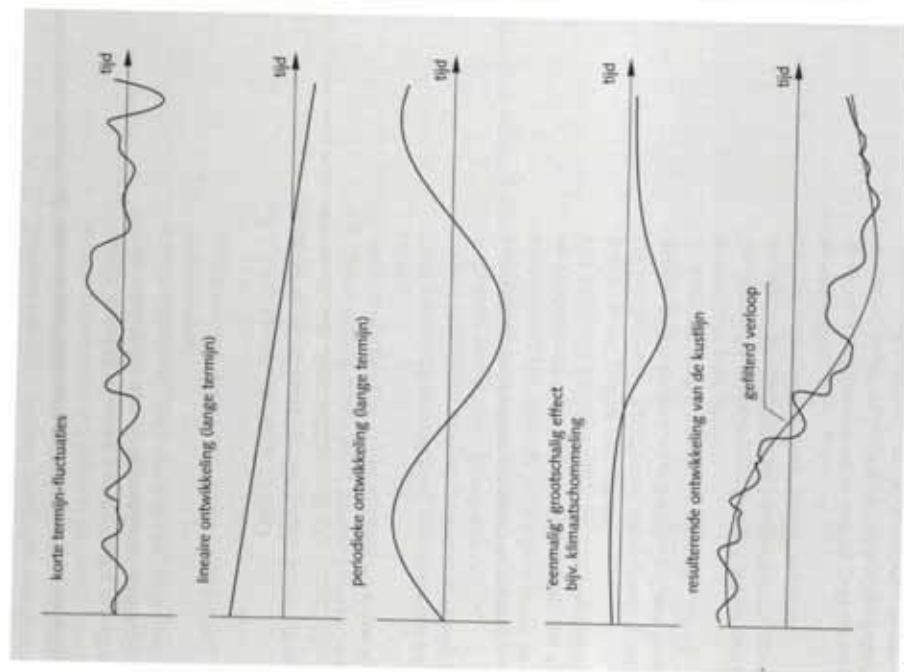 korte termijn-fluctuaties
tijd
lineaire ontwikkeling (lange termijn)
tijd
periodieke ontwikkeling (lange termijn)
tijd
'eenmalig' grootschalig effect
bijv. klimaatschommeling
tijd
resulterende ontwikkeling van de kustlijn
gefilterd verloop
tijd